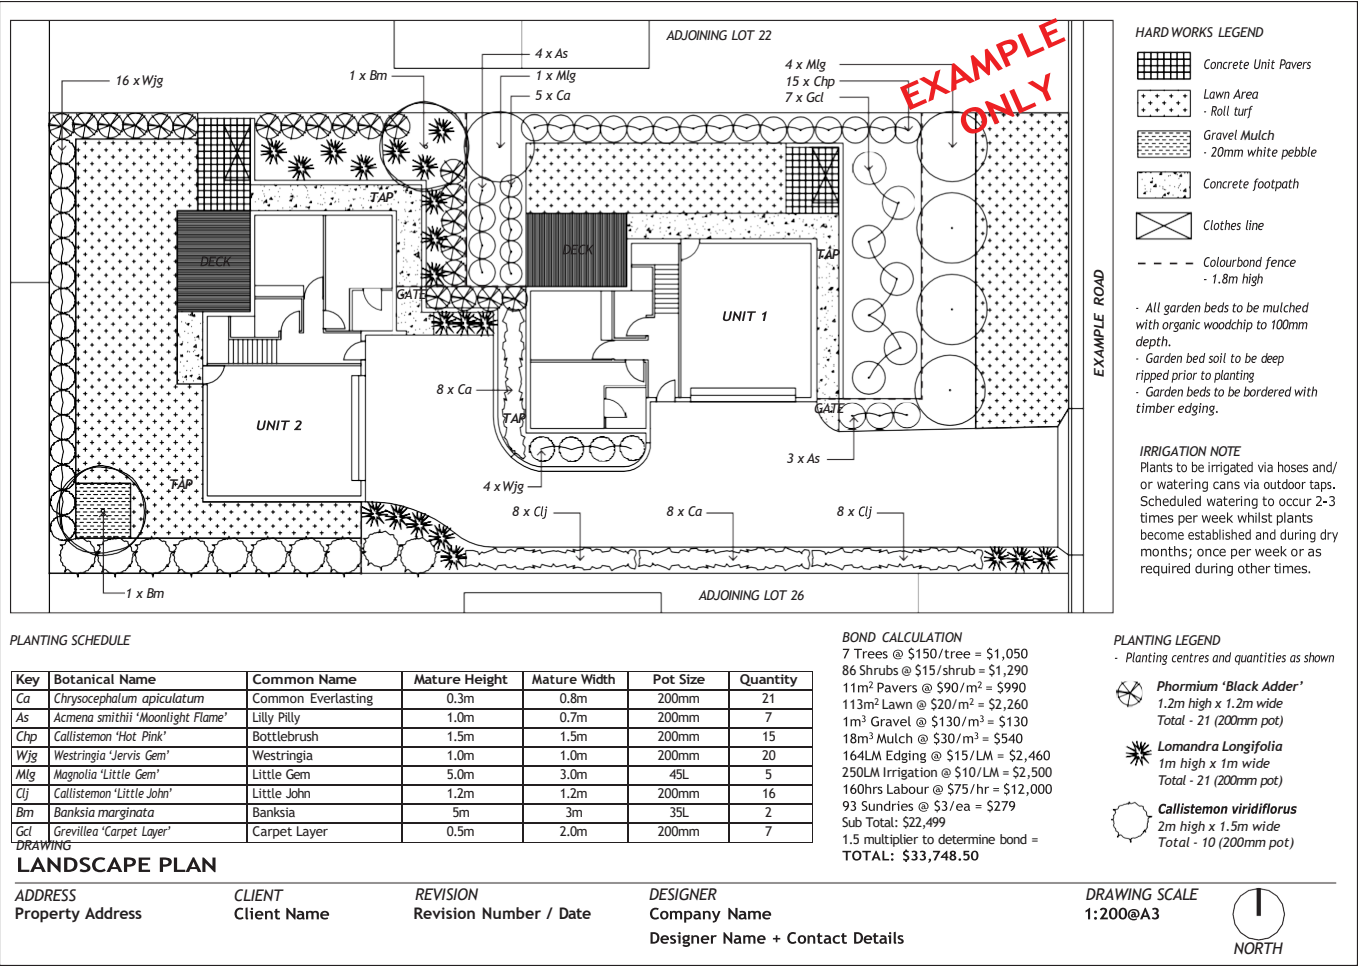 ADJOINING LOT 22
EXAMPLE
ONLY
16 x Wjg
1 x Bm
4 x As
1 x Mlg
5 x Ca
4 x Mlg
15 x Chp
7 x Gcl
TAP
DECK
GATE
DECK
TAP
UNIT 1
EXAMPLE ROAD
8 x Ca
TAP
GATE
UNIT 2
3 x As
TAP
4 x Wjg
8 x Clj
8 x Ca
8 x Clj
1 x Bm
ADJOINING LOT 26
HARD WORKS LEGEND
Concrete Unit Pavers
Lawn Area
- Roll turf
Gravel Mulch
- 20mm white pebble
Concrete footpath
Clothes line
Colourbond fence
- 1.8m high
- All garden beds to be mulched
with organic woodchip to 100mm
depth.
- Garden bed soil to be deep
ripped prior to planting
- Garden beds to be bordered with
timber edging.
IRRIGATION NOTE
Plants to be irrigated via hoses and/
or watering cans via outdoor taps.
Scheduled watering to occur 2-3
times per week whilst plants
become established and during dry
months; once per week or as
required during other times.
PLANTING SCHEDULE
Key Botanical Name Common Name Mature Height Mature Width Pot Size Quantity
Ca Chrysocephalum apiculatum Common Everlasting 0.3m 0.8m 200mm 21
As Acmena smithii ‘Moonlight Flame’ Lilly Pilly 1.0m 0.7m 200mm 7
Chp Callistemon ‘Hot Pink’ Bottlebrush 1.5m 1.5m 200mm 15
Wjg Westringia ‘Jervis Gem’ Westringia 1.0m 1.0m 200mm 20
Mlg Magnolia ‘Little Gem’ Little Gem 5.0m 3.0m 45L 5
Clj Callistemon ‘Little John’ Little John 1.2m 1.2m 200mm 16
Bm Banksia marginata Banksia 5m 3m 35L 2
Gcl Grevillea ‘Carpet Layer’ Carpet Layer 0.5m 2.0m 200mm 7
BOND CALCULATION
7 Trees @ $150/tree = $1,050
86 Shrubs @ $15/shrub = $1,290
11m² Pavers @ $90/m² = $990
113m² Lawn @ $20/m² = $2,260
1m³ Gravel @ $130/m³ = $130
18m³ Mulch @ $30/m³ = $540
164LM Edging @ $15/LM = $2,460
250LM Irrigation @ $10/LM = $2,500
160hrs Labour @ $75/hr = $12,000
93 Sundries @ $3/ea = $279
Sub Total: $22,499
1.5 multiplier to determine bond =
TOTAL: $33,748.50
PLANTING LEGEND
- Planting centres and quantities as shown
Phormium ‘Black Adder’
1.2m high x 1.2m wide
Total - 21 (200mm pot)
Lomandra Longifolia
1m high x 1m wide
Total - 21 (200mm pot)
Callistemon viridiflorus
2m high x 1.5m wide
Total - 10 (200mm pot)
DRAWING
LANDSCAPE PLAN
ADDRESS
Property Address
CLIENT
Client Name
REVISION
Revision Number / Date
DESIGNER
Company Name
Designer Name + Contact Details
DRAWING SCALE
1:200@A3
NORTH